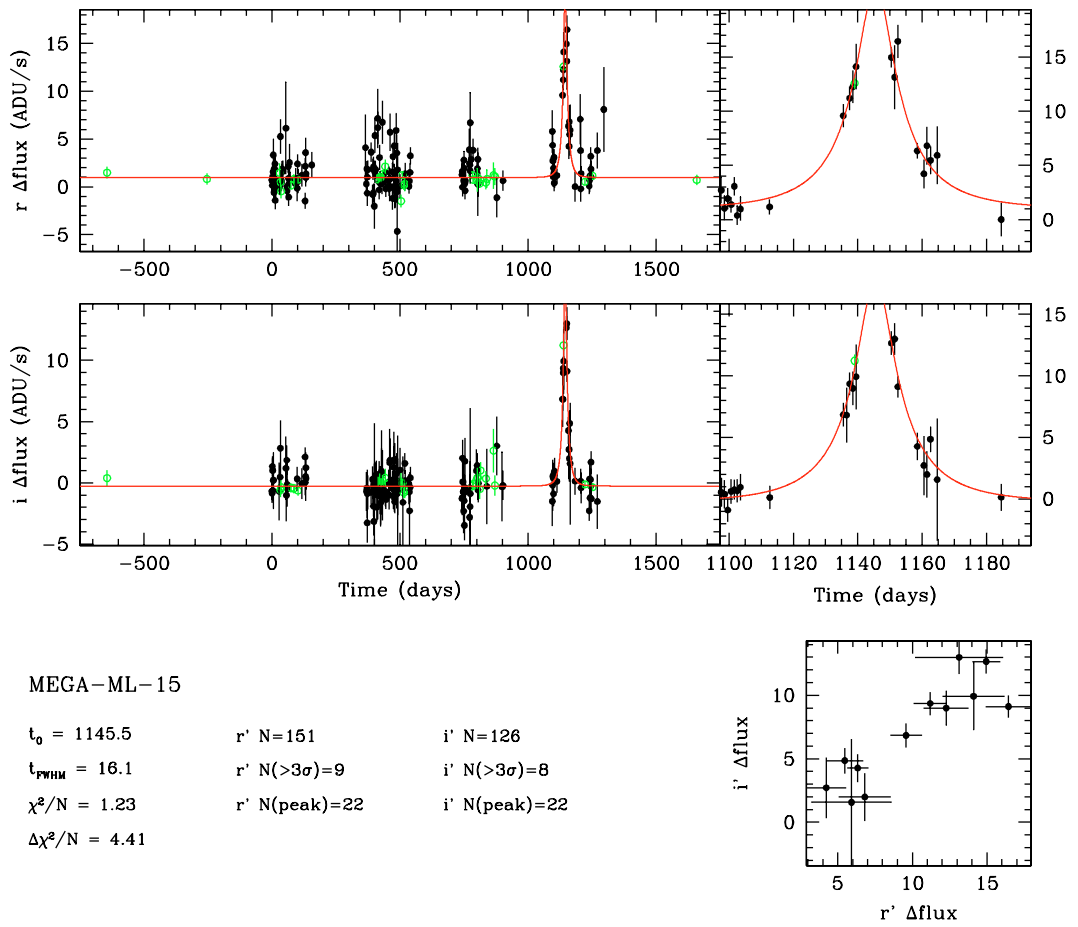 r Δflux (ADU/s)
15
10
5
0
−5
−500
0
500
1000
1500
15
10
5
0
i Δflux (ADU/s)
10
5
0
−5
−500
0
500
1000
1500
Time (days)
15
10
5
0
1100
1120
1140
1160
1180
Time (days)
MEGA-ML-15
t₀ = 1145.5
r' N=151
i' N=126
t_FWHM = 16.1
r' N(>3σ)=9
i' N(>3σ)=8
χ²/N = 1.23
r' N(peak)=22
i' N(peak)=22
Δχ²/N = 4.41
i' Δflux
10
5
0
5
10
15
r' Δflux